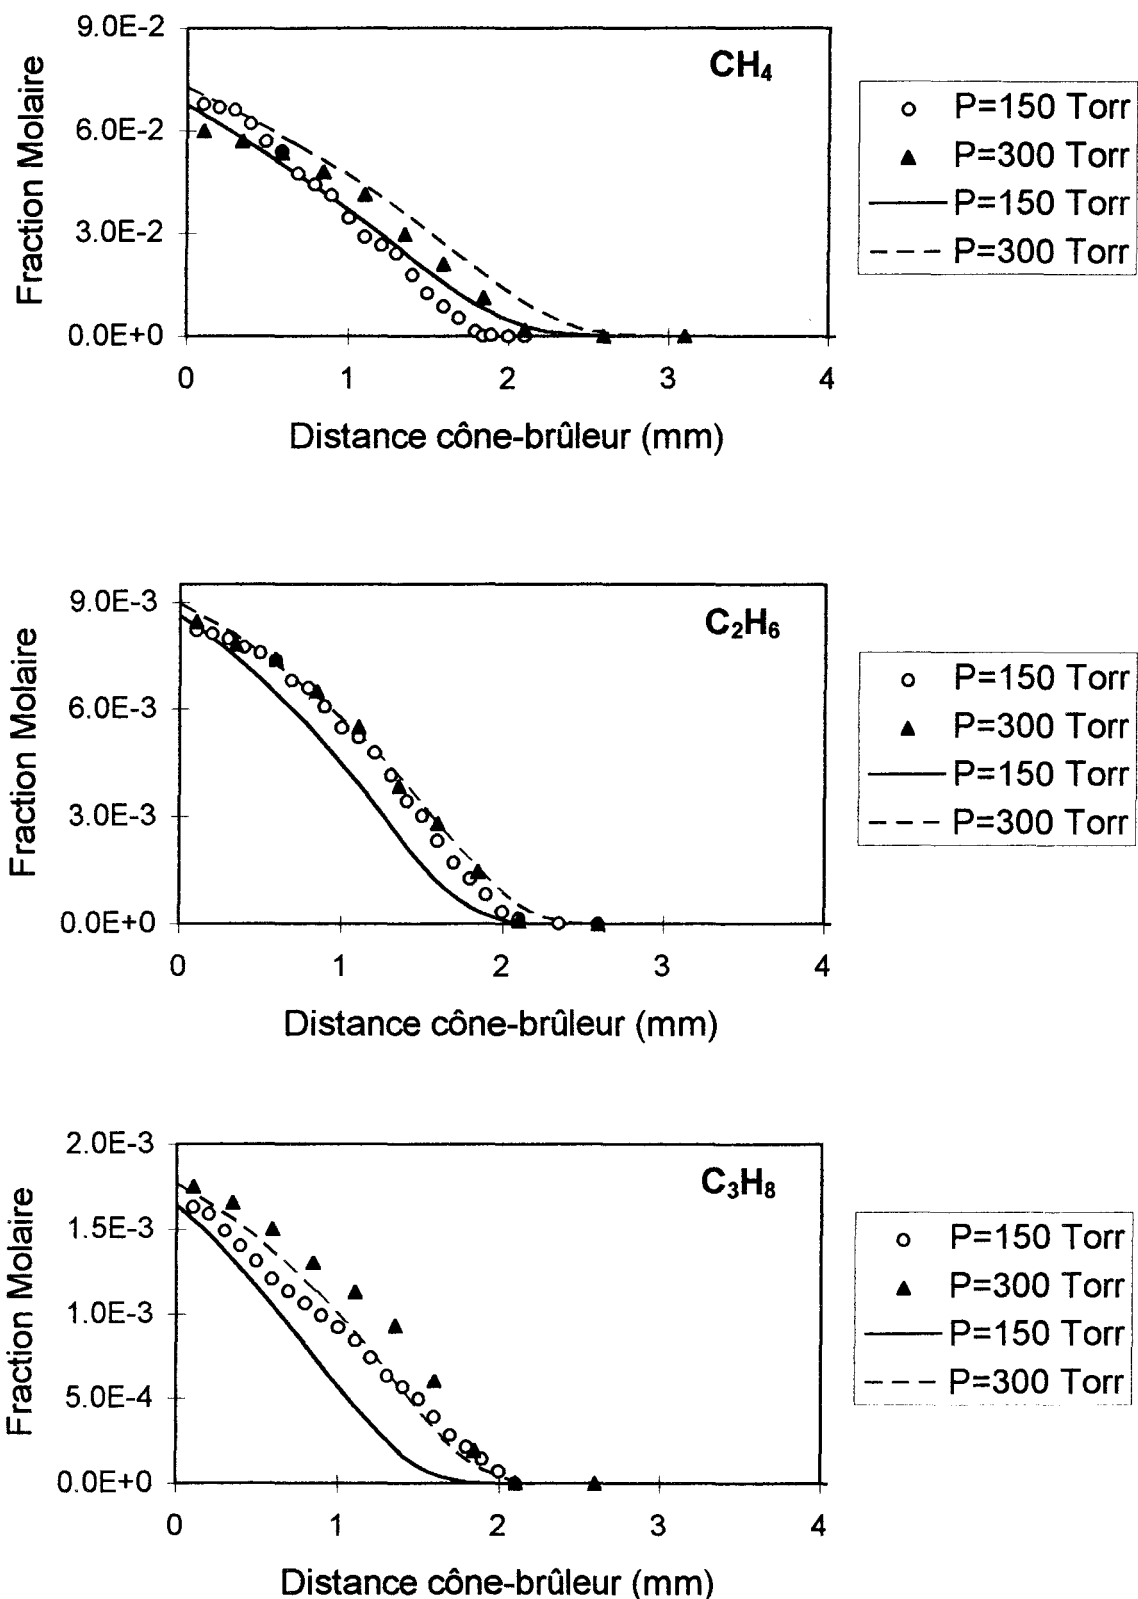 CH₄
Fraction Molaire
9.0E-2
6.0E-2
3.0E-2
0.0E+0
0 1 2 3 4
Distance cône-brûleur (mm)
P=150 Torr
P=300 Torr
P=150 Torr
P=300 Torr
C₂H₆
Fraction Molaire
9.0E-3
6.0E-3
3.0E-3
0.0E+0
0 1 2 3 4
Distance cône-brûleur (mm)
P=150 Torr
P=300 Torr
P=150 Torr
P=300 Torr
C₃H₈
Fraction Molaire
2.0E-3
1.5E-3
1.0E-3
5.0E-4
0.0E+0
0 1 2 3 4
Distance cône-brûleur (mm)
P=150 Torr
P=300 Torr
P=150 Torr
P=300 Torr